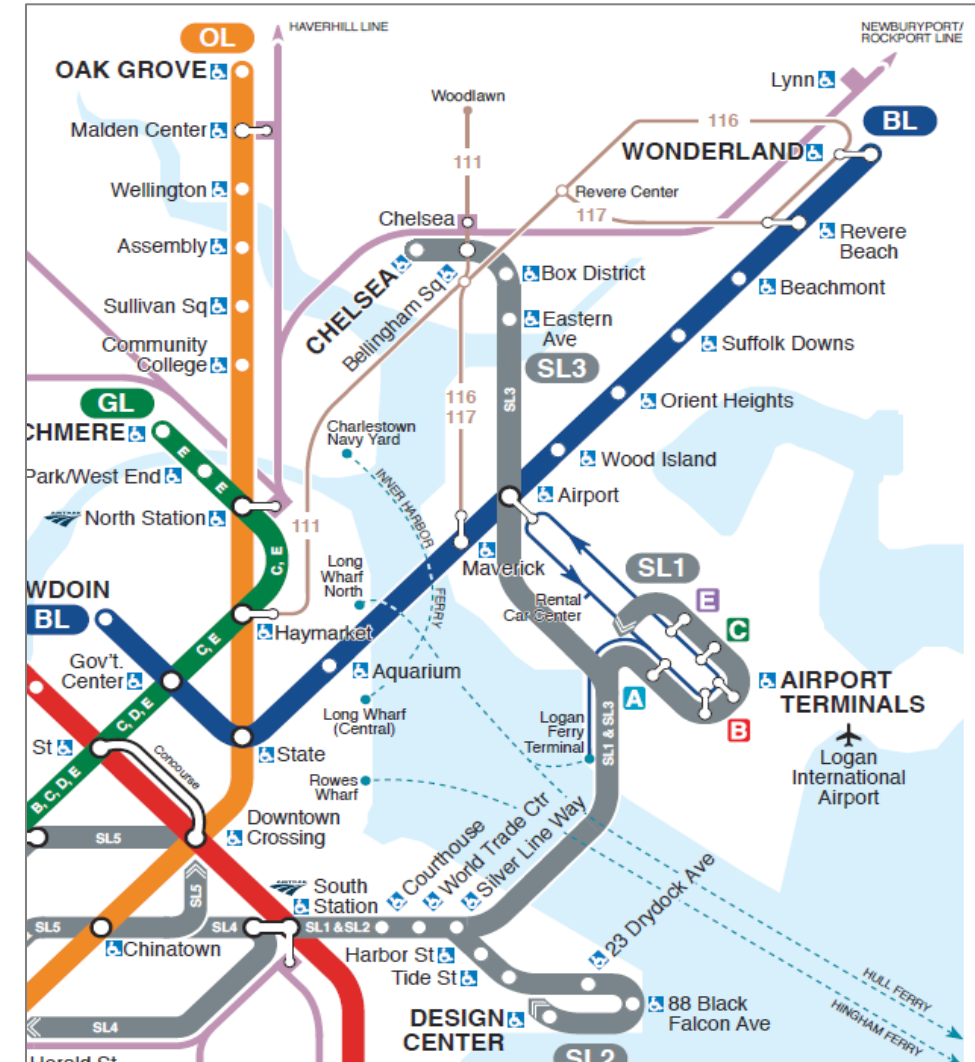 HAVERHILL LINE
NEWBURYPORT/
ROCKPORT LINE
OL
OAK GROVE
Lynn
Woodlawn
BL
Malden Center
116
WONDERLAND
111
Wellington
Revere Center
Chelsea
117
Revere
Beach
Assembly
CHELSEA
Bellingham Sq
Box District
Beachmont
Sullivan Sq
Eastern
Ave
Community
College
Suffolk Downs
SL3
SL3
GL
116
117
Orient Heights
CHMERE
E
Charlestown
Navy Yard
Wood Island
Park/West End
E
INNER HARBOR
FERRY
Airport
AMTRAK
North Station
111
C, E
Maverick
SL1
Long
Wharf
North
WDOIN
BL
Rental
Car Center
E
C
Haymarket
C, E
Gov't.
Center
Aquarium
A
B
AIRPORT
TERMINALS
C, D, E
Long Wharf
(Central)
Logan
Ferry
Terminal
SL1 & SL3
St
Concourse
State
Logan
International
Airport
Rowes
Wharf
B, C, D, E
Downtown
Crossing
SL5
Courthouse
World Trade Ctr
Silver Line Way
SL5
AMTRAK
South
Station
SL5
SL4
SL1 & SL2
23 Drydock Ave
Chinatown
Harbor St
Tide St
HULL FERRY
HINGHAM FERRY
DESIGN
CENTER
88 Black
Falcon Ave
SL4
SL2
Herald St